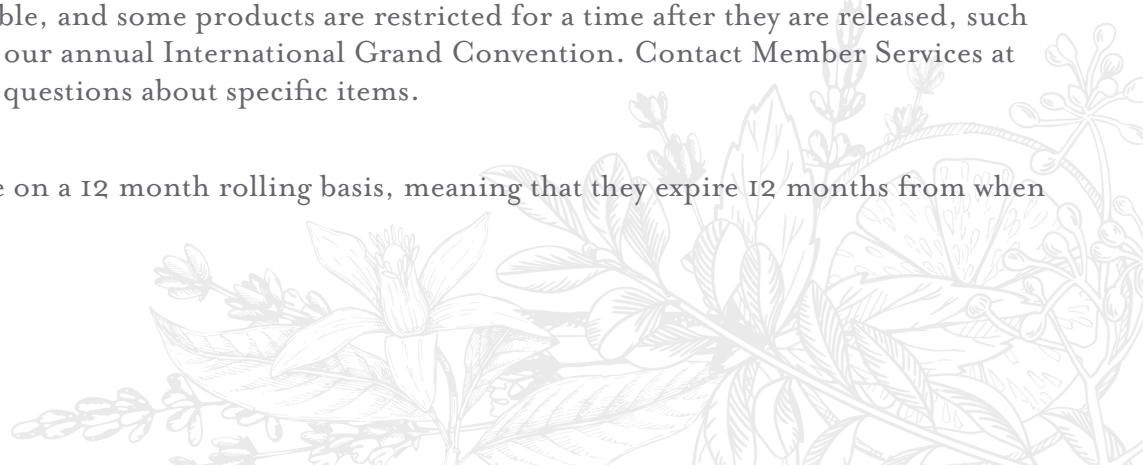 ble, and some products are restricted for a time after they are released, such
our annual International Grand Convention. Contact Member Services at
questions about specific items.
e on a 12 month rolling basis, meaning that they expire 12 months from when